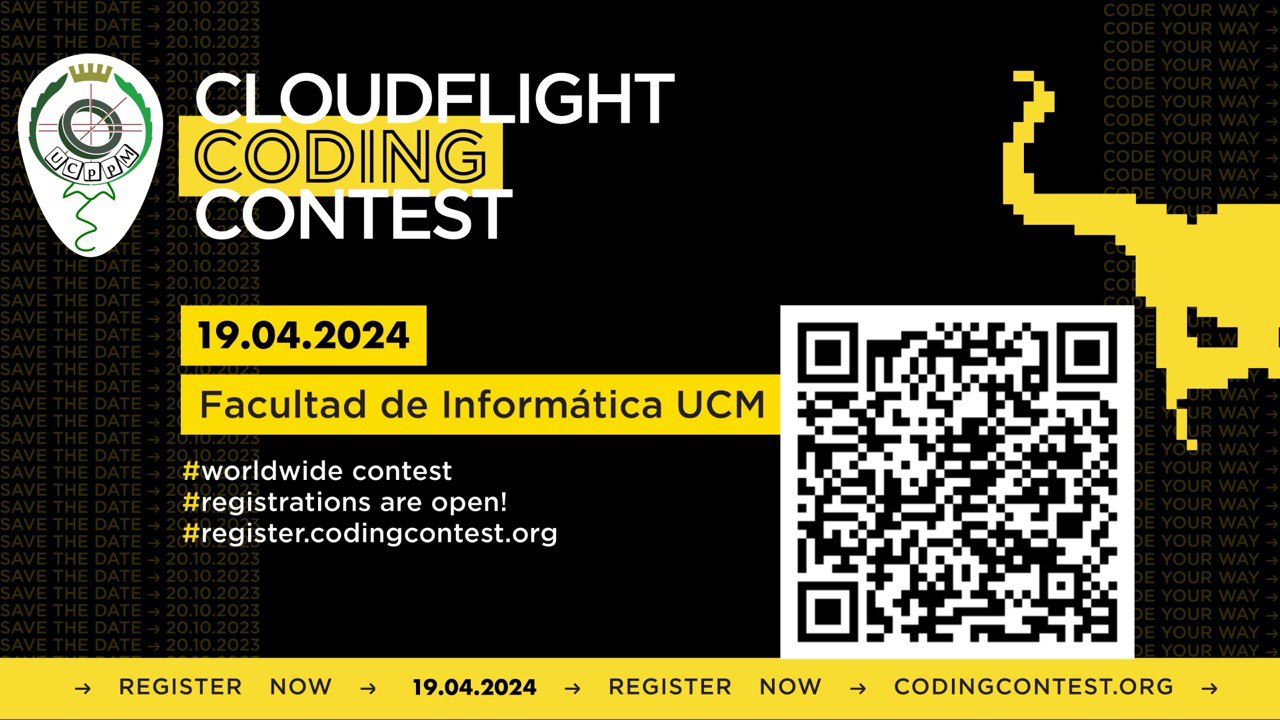 SAVE THE DATE → 20.10.2023
CODE YOUR WAY →
UCPPM
CLOUDFLIGHT
CODING
CONTEST
19.04.2024
Facultad de Informática UCM
#worldwide contest
#registrations are open!
#register.codingcontest.org
→ REGISTER NOW → 19.04.2024 → REGISTER NOW → CODINGCONTEST.ORG →